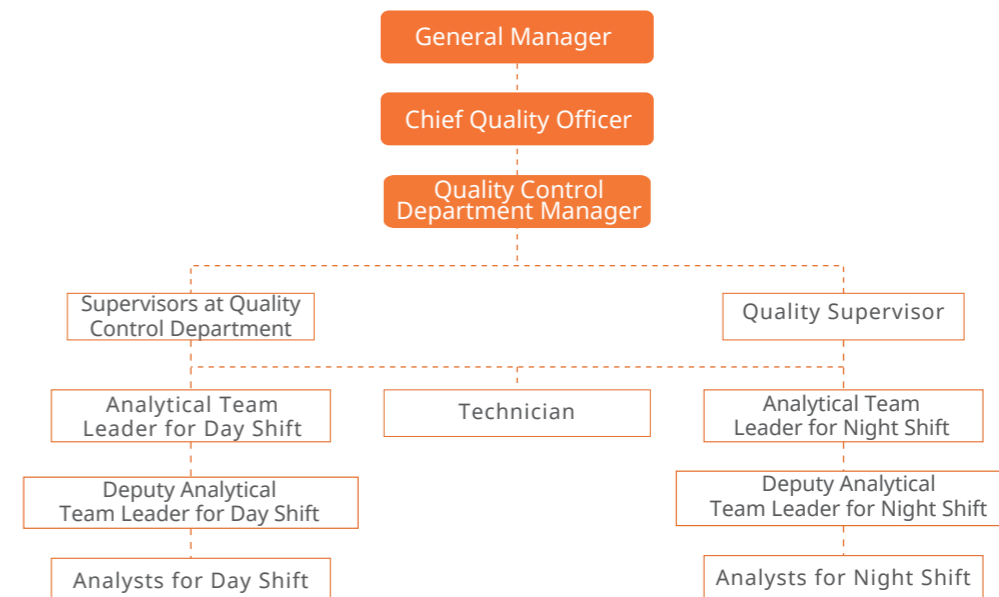 General Manager
Chief Quality Officer
Quality Control
Department Manager
Supervisors at Quality
Control Department
Quality Supervisor
Analytical Team
Leader for Day Shift
Technician
Analytical Team
Leader for Night Shift
Deputy Analytical
Team Leader for Day Shift
Deputy Analytical
Team Leader for Night Shift
Analysts for Day Shift
Analysts for Night Shift